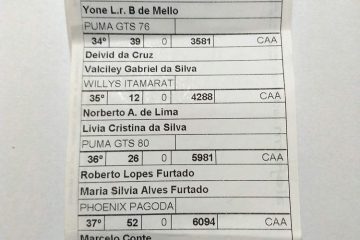 Yone L.r. B de Mello
PUMA GTS 76
34º 39 0 3581 CAA
Deivid da Cruz
Valciley Gabriel da Silva
WILLYS ITAMARAT
35º 12 0 4288 CAA
Norberto A. de Lima
Livia Cristina da Silva
PUMA GTS 80
36º 26 0 5981 CAA
Roberto Lopes Furtado
Maria Silvia Alves Furtado
PHOENIX PAGODA
37º 52 0 6094 CAA
Marcelo Conte